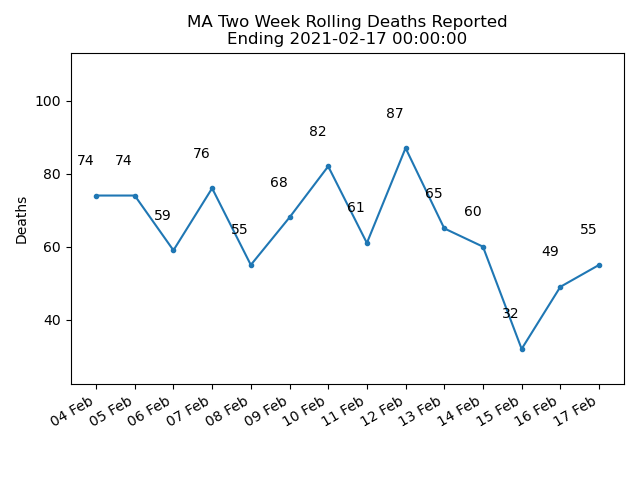 MA Two Week Rolling Deaths Reported
Ending 2021-02-17 00:00:00
Deaths
100
80
60
40
74
74
59
76
55
68
82
61
87
65
60
32
49
55
04 Feb
05 Feb
06 Feb
07 Feb
08 Feb
09 Feb
10 Feb
11 Feb
12 Feb
13 Feb
14 Feb
15 Feb
16 Feb
17 Feb